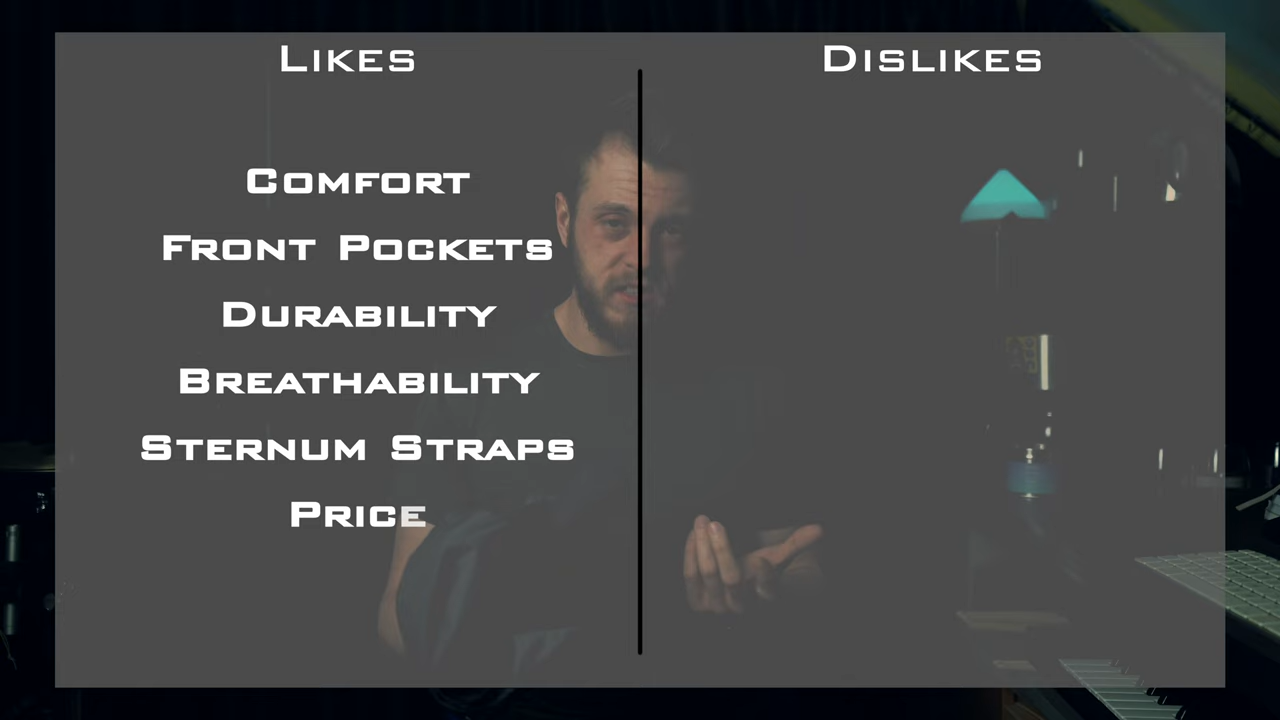 Likes
Dislikes
Comfort
Front Pockets
Durability
Breathability
Sternum Straps
Price